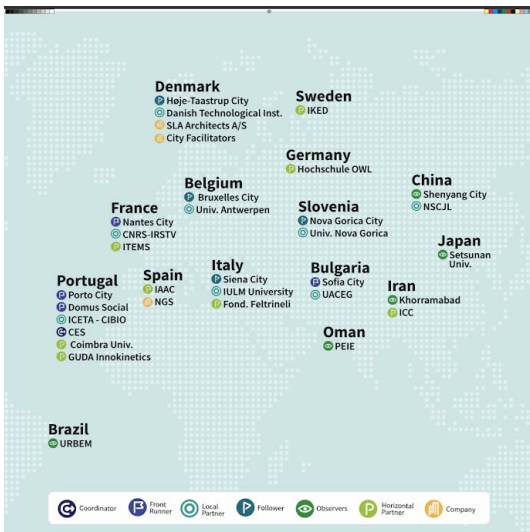 Denmark
Høje-Taastrup City
Danish Technological Inst.
SLA Architects A/S
City Facilitators
Sweden
IKED
Germany
Hochschule OWL
Belgium
Bruxelles City
Univ. Antwerpen
China
Shenyang City
NSCJL
France
Nantes City
CNRS-IRSTV
ITEMS
Slovenia
Nova Gorica City
Univ. Nova Gorica
Japan
Setsunan
Univ.
Portugal
Porto City
Domus Social
ICETA - CIBIO
CES
Coimbra Univ.
GUDA Innokinetics
Spain
IAAC
NGS
Italy
Siena City
IULM University
Fond. Feltrineli
Bulgaria
Sofia City
UACEG
Iran
Khorramabad
ICC
Oman
PEIE
Brazil
URBEM
Coordinator
Front
Runner
Local
Partner
Follower
Observers
Horizontal
Partner
Company